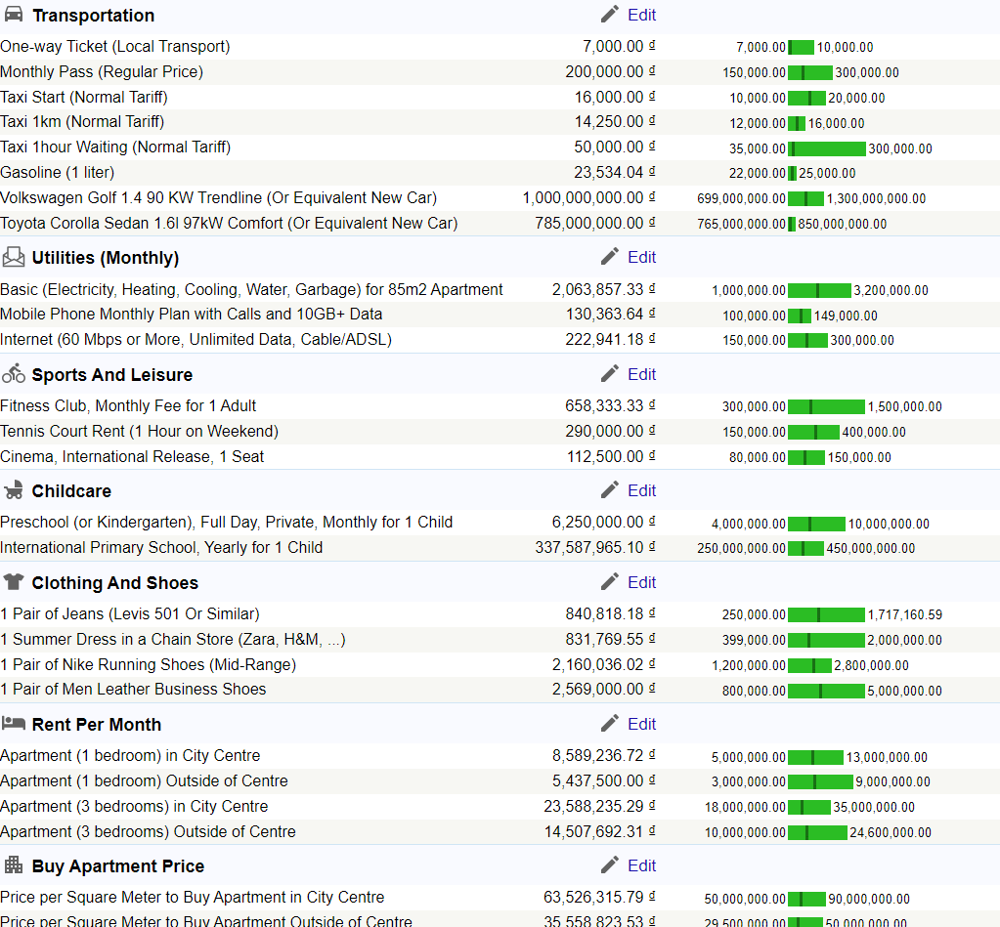 Transportation Edit
One-way Ticket (Local Transport) 7,000.00 ₫ 7,000.00 10,000.00
Monthly Pass (Regular Price) 200,000.00 ₫ 150,000.00 300,000.00
Taxi Start (Normal Tariff) 16,000.00 ₫ 10,000.00 20,000.00
Taxi 1km (Normal Tariff) 14,250.00 ₫ 12,000.00 16,000.00
Taxi 1hour Waiting (Normal Tariff) 50,000.00 ₫ 35,000.00 300,000.00
Gasoline (1 liter) 23,534.04 ₫ 22,000.00 25,000.00
Volkswagen Golf 1.4 90 KW Trendline (Or Equivalent New Car) 1,000,000,000.00 ₫ 699,000,000.00 1,300,000,000.00
Toyota Corolla Sedan 1.6l 97kW Comfort (Or Equivalent New Car) 785,000,000.00 ₫ 765,000,000.00 850,000,000.00
Utilities (Monthly) Edit
Basic (Electricity, Heating, Cooling, Water, Garbage) for 85m2 Apartment 2,063,857.33 ₫ 1,000,000.00 3,200,000.00
Mobile Phone Monthly Plan with Calls and 10GB+ Data 130,363.64 ₫ 100,000.00 149,000.00
Internet (60 Mbps or More, Unlimited Data, Cable/ADSL) 222,941.18 ₫ 150,000.00 300,000.00
Sports And Leisure Edit
Fitness Club, Monthly Fee for 1 Adult 658,333.33 ₫ 300,000.00 1,500,000.00
Tennis Court Rent (1 Hour on Weekend) 290,000.00 ₫ 150,000.00 400,000.00
Cinema, International Release, 1 Seat 112,500.00 ₫ 80,000.00 150,000.00
Childcare Edit
Preschool (or Kindergarten), Full Day, Private, Monthly for 1 Child 6,250,000.00 ₫ 4,000,000.00 10,000,000.00
International Primary School, Yearly for 1 Child 337,587,965.10 ₫ 250,000,000.00 450,000,000.00
Clothing And Shoes Edit
1 Pair of Jeans (Levis 501 Or Similar) 840,818.18 ₫ 250,000.00 1,717,160.59
1 Summer Dress in a Chain Store (Zara, H&M, ...) 831,769.55 ₫ 399,000.00 2,000,000.00
1 Pair of Nike Running Shoes (Mid-Range) 2,160,036.02 ₫ 1,200,000.00 2,800,000.00
1 Pair of Men Leather Business Shoes 2,569,000.00 ₫ 800,000.00 5,000,000.00
Rent Per Month Edit
Apartment (1 bedroom) in City Centre 8,589,236.72 ₫ 5,000,000.00 13,000,000.00
Apartment (1 bedroom) Outside of Centre 5,437,500.00 ₫ 3,000,000.00 9,000,000.00
Apartment (3 bedrooms) in City Centre 23,588,235.29 ₫ 18,000,000.00 35,000,000.00
Apartment (3 bedrooms) Outside of Centre 14,507,692.31 ₫ 10,000,000.00 24,600,000.00
Buy Apartment Price Edit
Price per Square Meter to Buy Apartment in City Centre 63,526,315.79 ₫ 50,000,000.00 90,000,000.00
Price per Square Meter to Buy Apartment Outside of Centre 35,558,823.53 ₫ 29,500,000.00 50,000,000.00